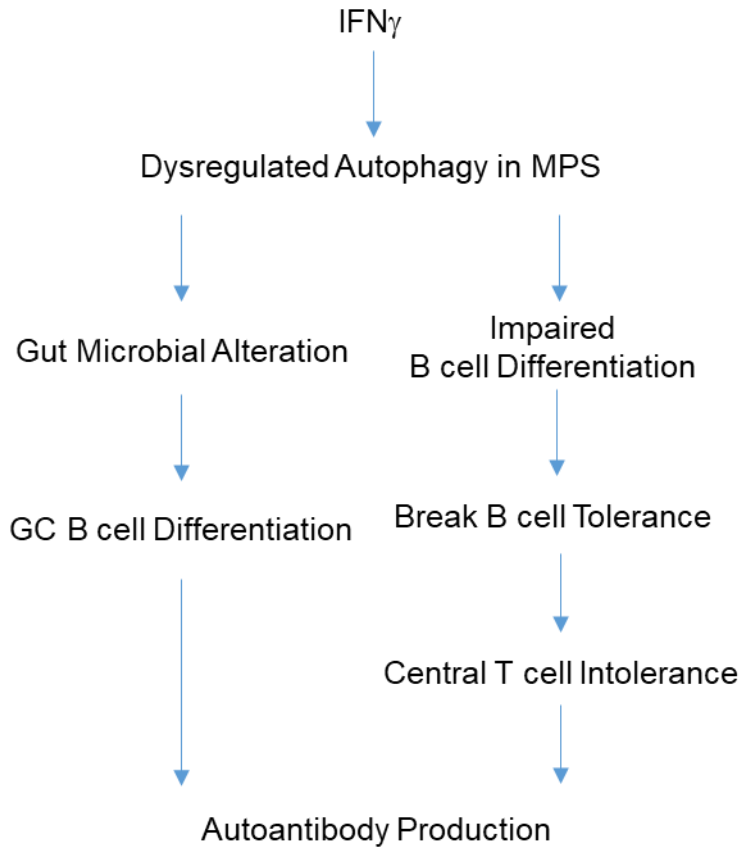 IFNγ
Dysregulated Autophagy in MPS
Gut Microbial Alteration
Impaired
B cell Differentiation
GC B cell Differentiation
Break B cell Tolerance
Central T cell Intolerance
Autoantibody Production